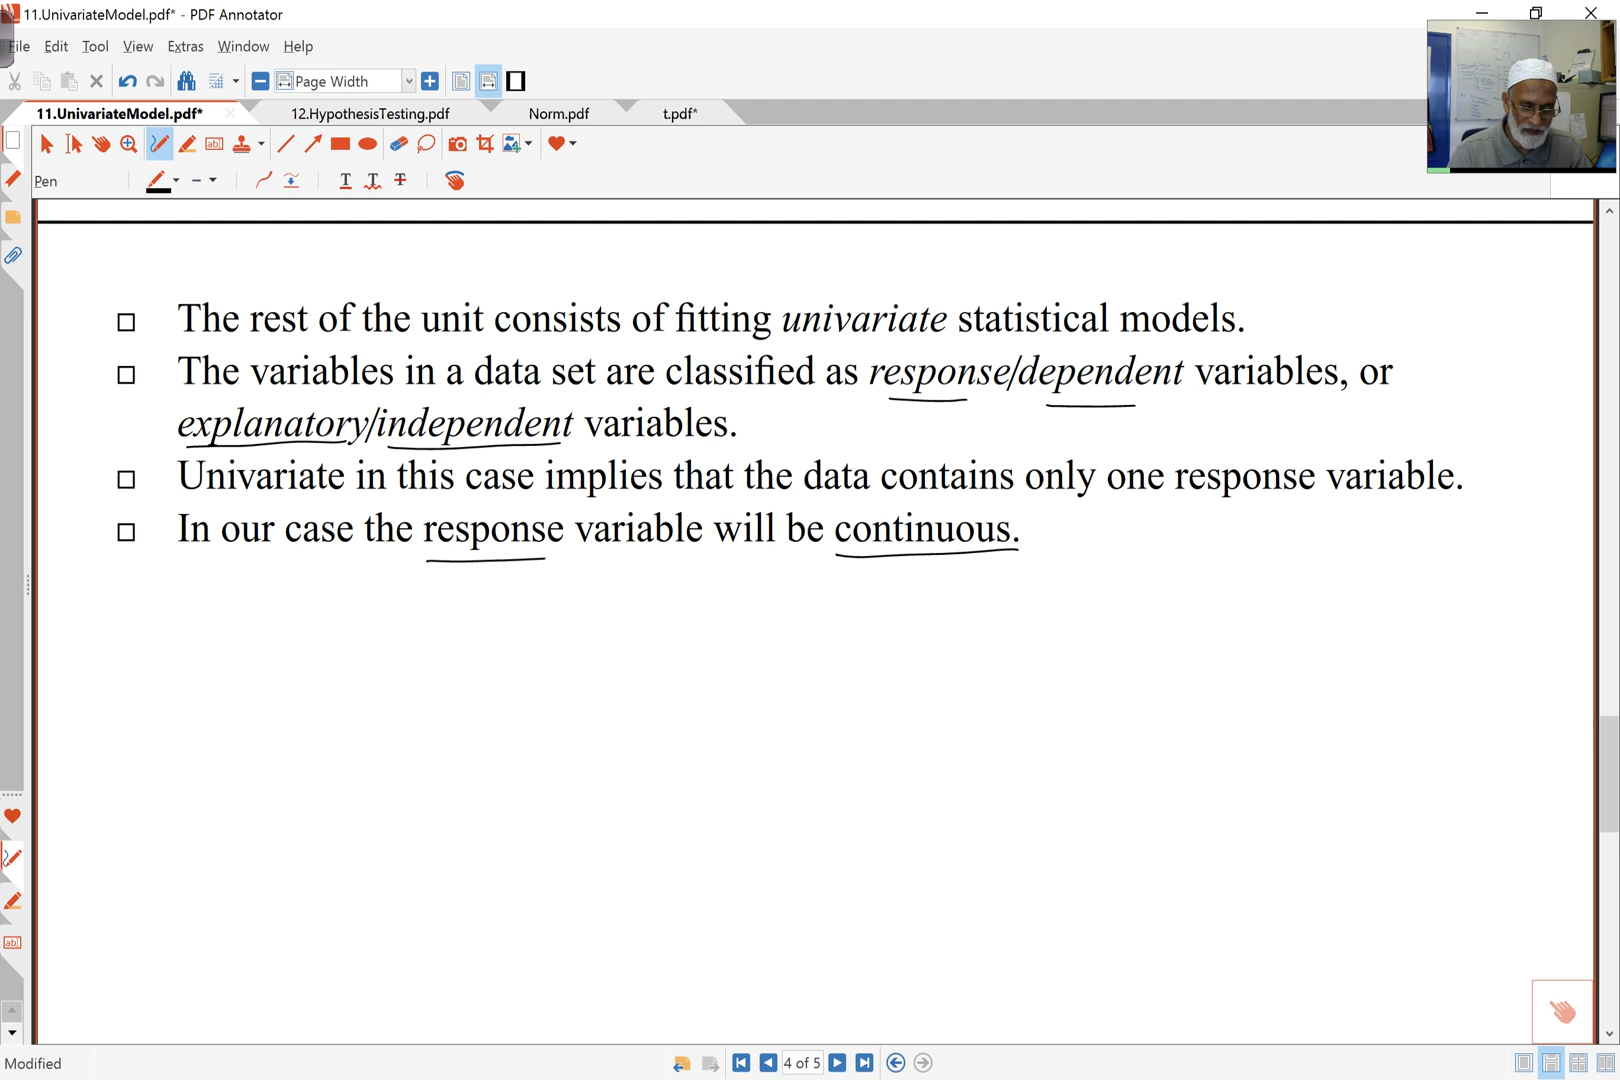 11.UnivariateModel.pdf* - PDF Annotator
File Edit Tool View Extras Window Help
Page Width
11.UnivariateModel.pdf* 12.HypothesisTesting.pdf Norm.pdf t.pdf*
Pen
The rest of the unit consists of fitting univariate statistical models.
The variables in a data set are classified as response/dependent variables, or
explanatory/independent variables.
Univariate in this case implies that the data contains only one response variable.
In our case the response variable will be continuous.
Modified 4 of 5